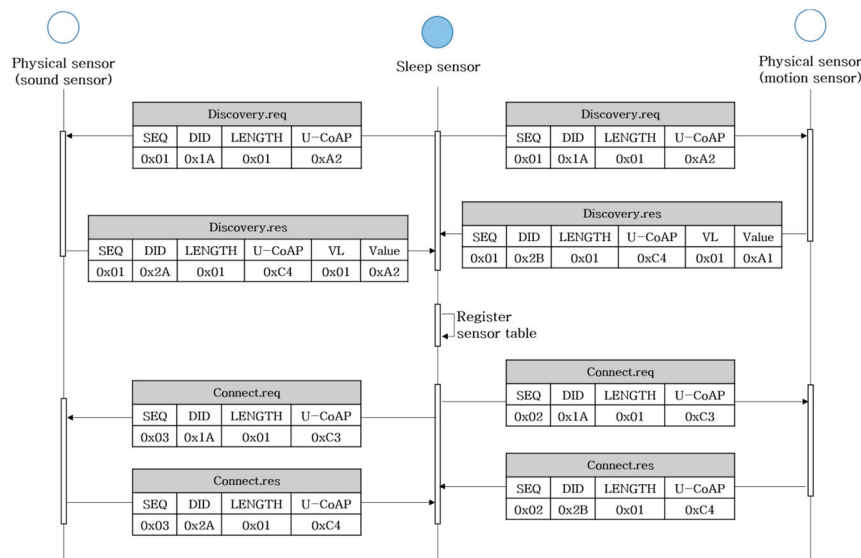 Physical sensor
(sound sensor)
Sleep sensor
Physical sensor
(motion sensor)
Discovery.req
SEQ DID LENGTH U-CoAP
0x01 0x1A 0x01 0xA2
Discovery.req
SEQ DID LENGTH U-CoAP
0x01 0x1A 0x01 0xA2
Discovery.res
SEQ DID LENGTH U-CoAP VL Value
0x01 0x2A 0x01 0xC4 0x01 0xA2
Discovery.res
SEQ DID LENGTH U-CoAP VL Value
0x01 0x2B 0x01 0xC4 0x01 0xA1
Register
sensor table
Connect.req
SEQ DID LENGTH U-CoAP
0x03 0x1A 0x01 0xC3
Connect.req
SEQ DID LENGTH U-CoAP
0x02 0x1A 0x01 0xC3
Connect.res
SEQ DID LENGTH U-CoAP
0x03 0x2A 0x01 0xC4
Connect.res
SEQ DID LENGTH U-CoAP
0x02 0x2B 0x01 0xC4